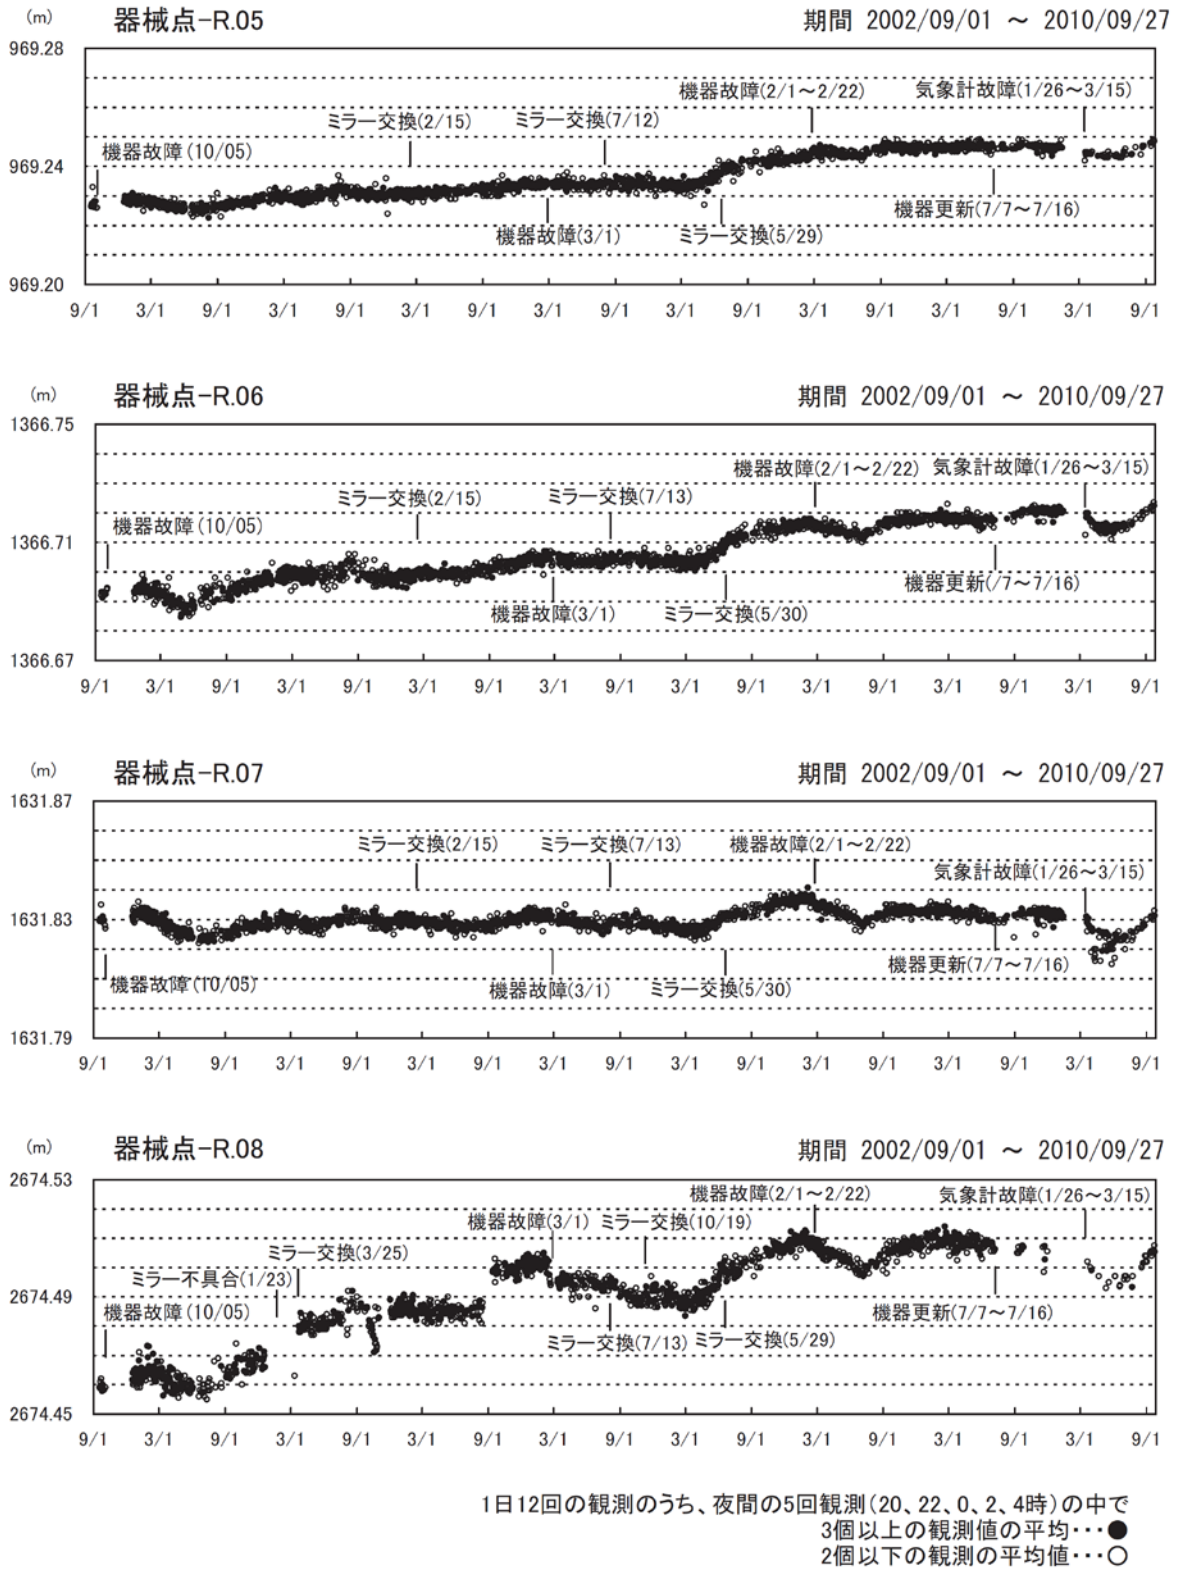 (m) 器械点-R.05 期間 2002/09/01 ～ 2010/09/27
969.28
機器故障(2/1～2/22) 気象計故障(1/26～3/15)
ミラー交換(2/15) ミラー交換(7/12)
機器故障(10/05)
969.24
機器更新(7/7～7/16)
機器故障(3/1) ミラー交換(5/29)
969.20
9/1 3/1 9/1 3/1 9/1 3/1 9/1 3/1 9/1 3/1 9/1 3/1 9/1 3/1 9/1 3/1 9/1
(m) 器械点-R.06 期間 2002/09/01 ～ 2010/09/27
1366.75
機器故障(2/1～2/22) 気象計故障(1/26～3/15)
ミラー交換(2/15) ミラー交換(7/13)
機器故障(10/05)
1366.71
機器更新(/7～7/16)
機器故障(3/1) ミラー交換(5/30)
1366.67
9/1 3/1 9/1 3/1 9/1 3/1 9/1 3/1 9/1 3/1 9/1 3/1 9/1 3/1 9/1 3/1 9/1
(m) 器械点-R.07 期間 2002/09/01 ～ 2010/09/27
1631.87
ミラー交換(2/15) ミラー交換(7/13) 機器故障(2/1～2/22)
気象計故障(1/26～3/15)
1631.83
機器更新(7/7～7/16)
機器故障(10/05) 機器故障(3/1) ミラー交換(5/30)
1631.79
9/1 3/1 9/1 3/1 9/1 3/1 9/1 3/1 9/1 3/1 9/1 3/1 9/1 3/1 9/1 3/1 9/1
(m) 器械点-R.08 期間 2002/09/01 ～ 2010/09/27
2674.53
機器故障(2/1～2/22) 気象計故障(1/26～3/15)
機器故障(3/1) ミラー交換(10/19)
ミラー交換(3/25)
ミラー不具合(1/23)
2674.49
機器故障(10/05) 機器更新(7/7～7/16)
ミラー交換(7/13) ミラー交換(5/29)
2674.45
9/1 3/1 9/1 3/1 9/1 3/1 9/1 3/1 9/1 3/1 9/1 3/1 9/1 3/1 9/1 3/1 9/1
1日12回の観測のうち、夜間の5回観測(20、22、0、2、4時)の中で
3個以上の観測値の平均･･･●
2個以下の観測の平均値･･･○